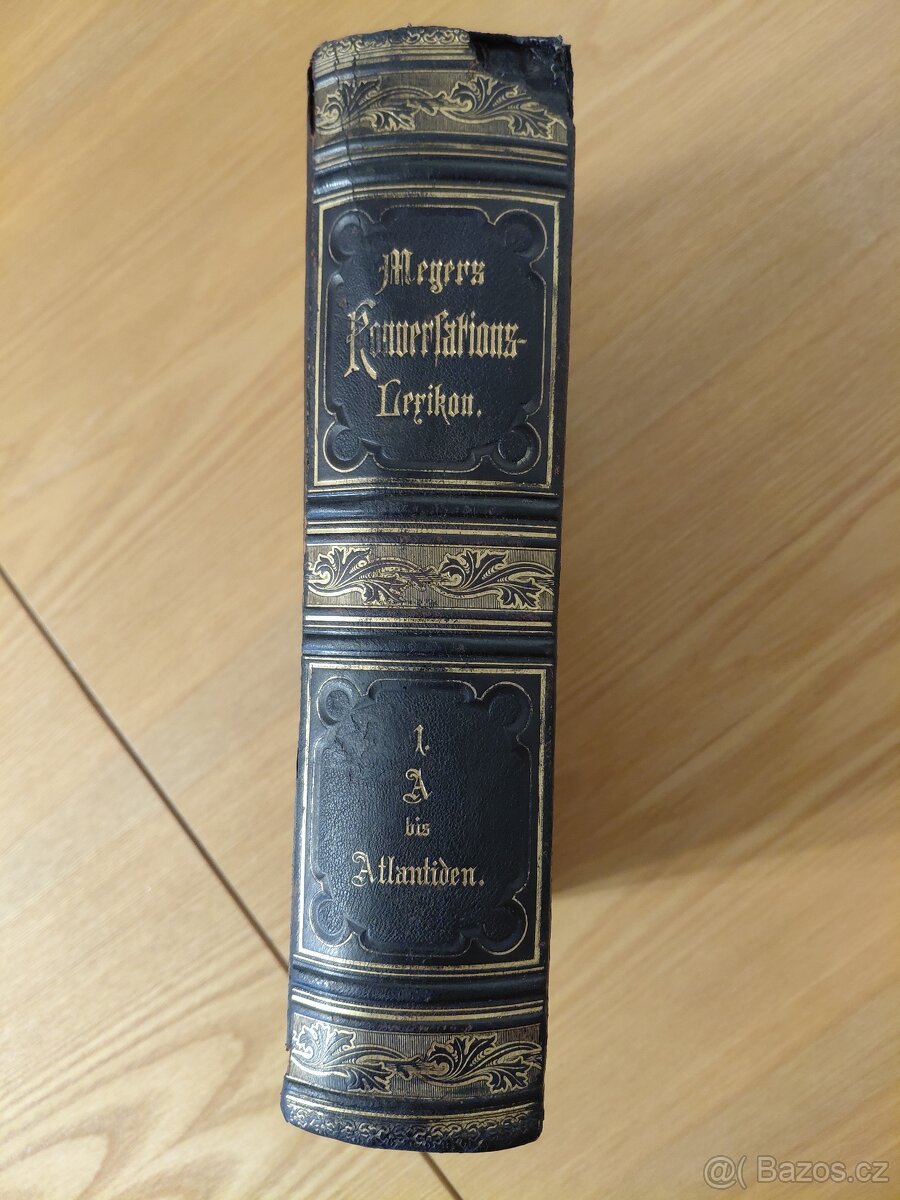 Meyers
Konversations-
Lexikon.
1.
A
bis
Atlantiden.
@( Bazos.cz